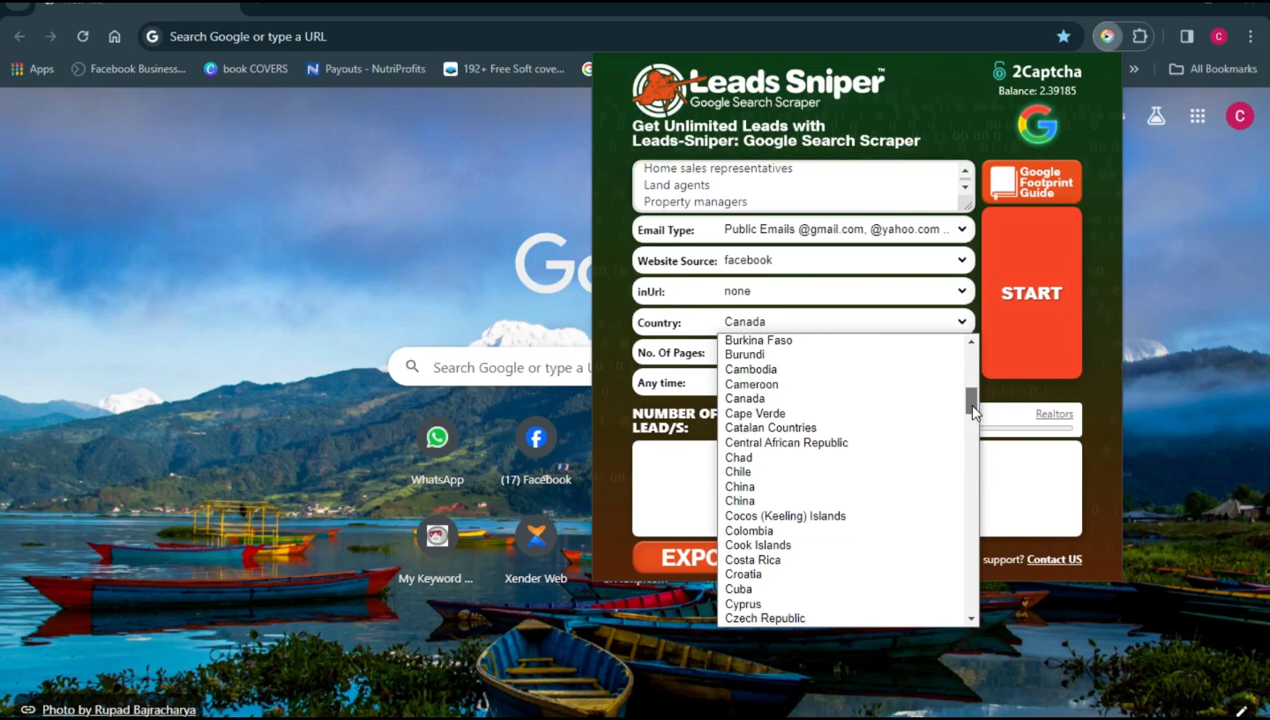 Search Google or type a URL
C
Apps
Facebook Business...
book COVERS
Payouts - NutriProfits
192+ Free Soft cove...
»
All Bookmarks
Leads Sniper™
Google Search Scraper
2Captcha
Balance: 2.39185
Get Unlimited Leads with
Leads-Sniper: Google Search Scraper
C
Home sales representatives
Land agents
Property managers
Google
Footprint
Guide
Email Type: Public Emails @gmail.com, @yahoo.com ..
Website Source: facebook
inUrl: none
START
Country: Canada
No. Of Pages:
Any time:
Go
Search Google or type a U
Burkina Faso
Burundi
Cambodia
Cameroon
Canada
Cape Verde
Catalan Countries
Central African Republic
Chad
Chile
China
China
Cocos (Keeling) Islands
Colombia
Cook Islands
Costa Rica
Croatia
Cuba
Cyprus
Czech Republic
NUMBER OF
LEAD/S:
Realtors
WhatsApp
(17) Facebook
My Keyword ...
Xender Web
EXPO
support? Contact US
Photo by Rupad Bajracharya